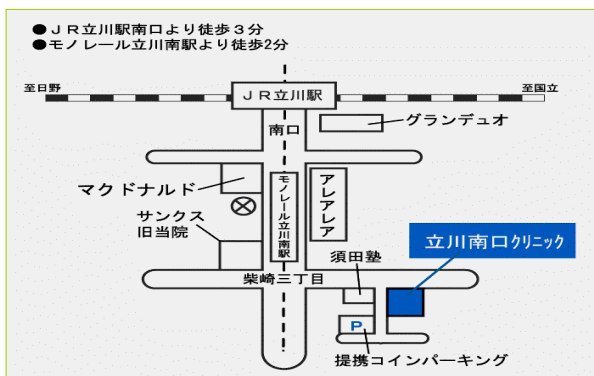 ●ＪＲ立川駅南口より徒歩３分
●モノレール立川南駅より徒歩2分
至日野
ＪＲ立川駅
至国立
南口
グランデュオ
マクドナルド
モノレール立川南駅
アレアレア
サンクス
旧当院
立川南口クリニック
須田塾
柴崎三丁目
P
提携コインパーキング